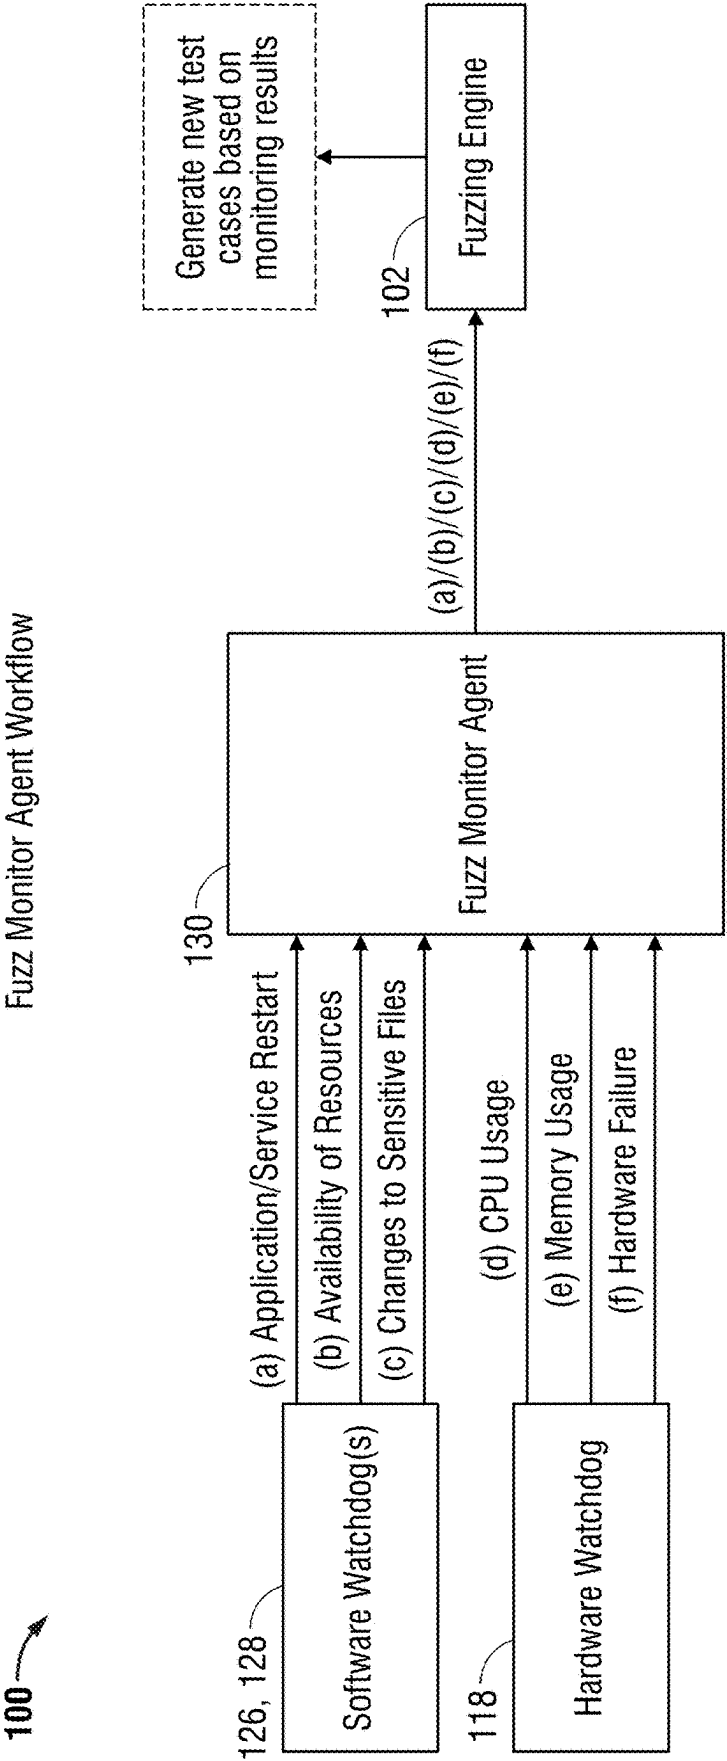 Fuzz Monitor Agent Workflow
100
126, 128
Software Watchdog(s)
118
Hardware Watchdog
(a) Application/Service Restart
(b) Availability of Resources
(c) Changes to Sensitive Files
(d) CPU Usage
(e) Memory Usage
(f) Hardware Failure
130
Fuzz Monitor Agent
(a)/(b)/(c)/(d)/(e)/(f)
102
Fuzzing Engine
Generate new test
cases based on
monitoring results